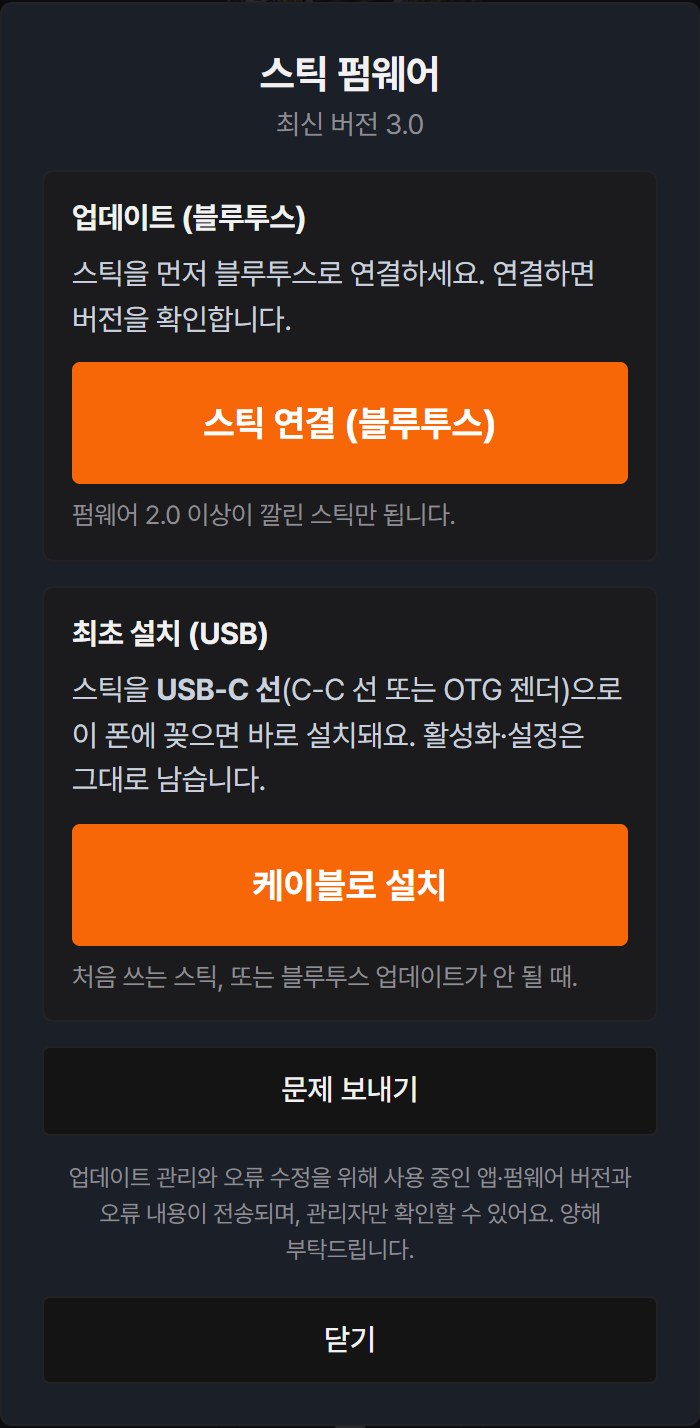 스틱 펌웨어
최신 버전 3.0
업데이트 (블루투스)
스틱을 먼저 블루투스로 연결하세요. 연결하면
버전을 확인합니다.
스틱 연결 (블루투스)
펌웨어 2.0 이상이 깔린 스틱만 됩니다.
최초 설치 (USB)
스틱을 USB-C 선(C-C 선 또는 OTG 젠더)으로
이 폰에 꽂으면 바로 설치돼요. 활성화·설정은
그대로 남습니다.
케이블로 설치
처음 쓰는 스틱, 또는 블루투스 업데이트가 안 될 때.
문제 보내기
업데이트 관리와 오류 수정을 위해 사용 중인 앱·펌웨어 버전과
오류 내용이 전송되며, 관리자만 확인할 수 있어요. 양해
부탁드립니다.
닫기